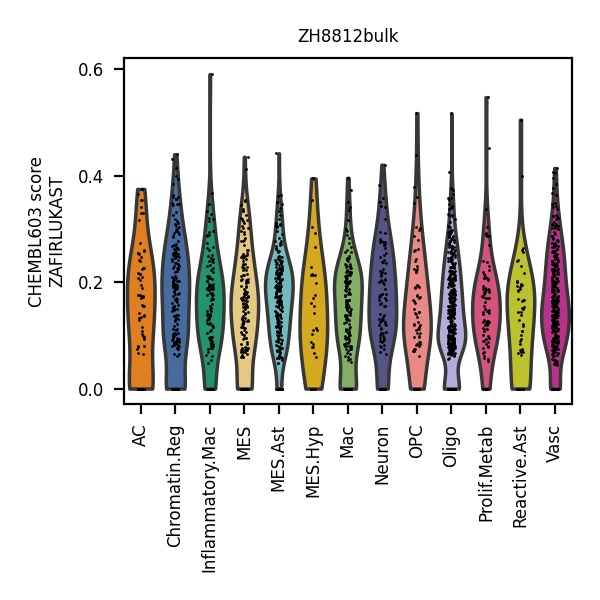 ZH8812bulk
CHEMBL603 score
ZAFIRLUKAST
0.6
0.4
0.2
0.0
AC
Chromatin.Reg
Inflammatory.Mac
MES
MES.Ast
MES.Hyp
Mac
Neuron
OPC
Oligo
Prolif.Metab
Reactive.Ast
Vasc